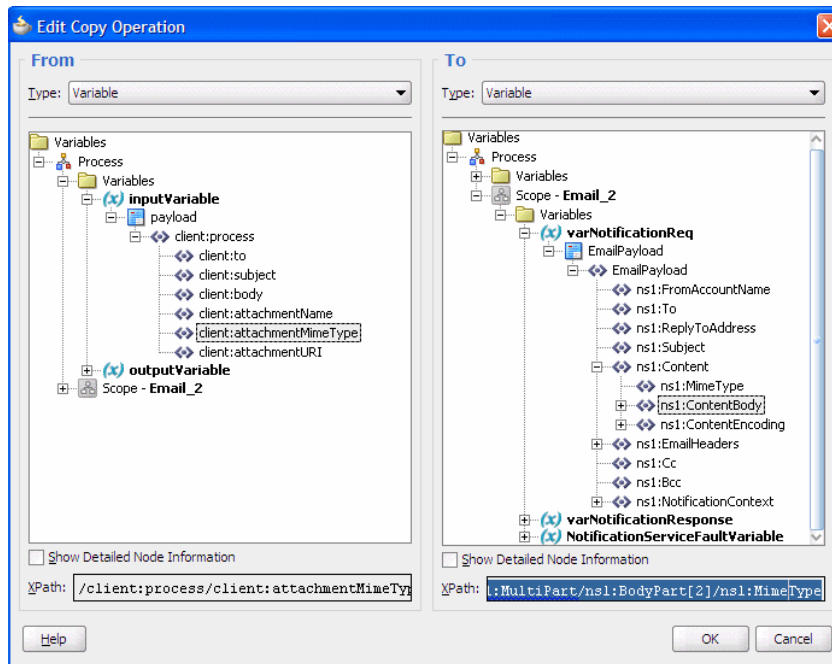 Edit Copy Operation
From
Type: Variable
Variables
Process
Variables
(x) inputVariable
payload
client:process
client:to
client:subject
client:body
client:attachmentName
client:attachmentMimeType
client:attachmentURI
(x) outputVariable
Scope - Email_2
Show Detailed Node Information
XPath: /client:process/client:attachmentMimeTyp
To
Type: Variable
Variables
Process
Variables
Scope - Email_2
Variables
(x) varNotificationReq
EmailPayload
EmailPayload
ns1:FromAccountName
ns1:To
ns1:ReplyToAddress
ns1:Subject
ns1:Content
ns1:MimeType
ns1:ContentBody
ns1:ContentEncoding
ns1:EmailHeaders
ns1:Cc
ns1:Bcc
ns1:NotificationContext
(x) varNotificationResponse
(x) NotificationServiceFaultVariable
Show Detailed Node Information
XPath: l:MultiPart/ns1:BodyPart[2]/ns1:MimeType
Help
OK
Cancel